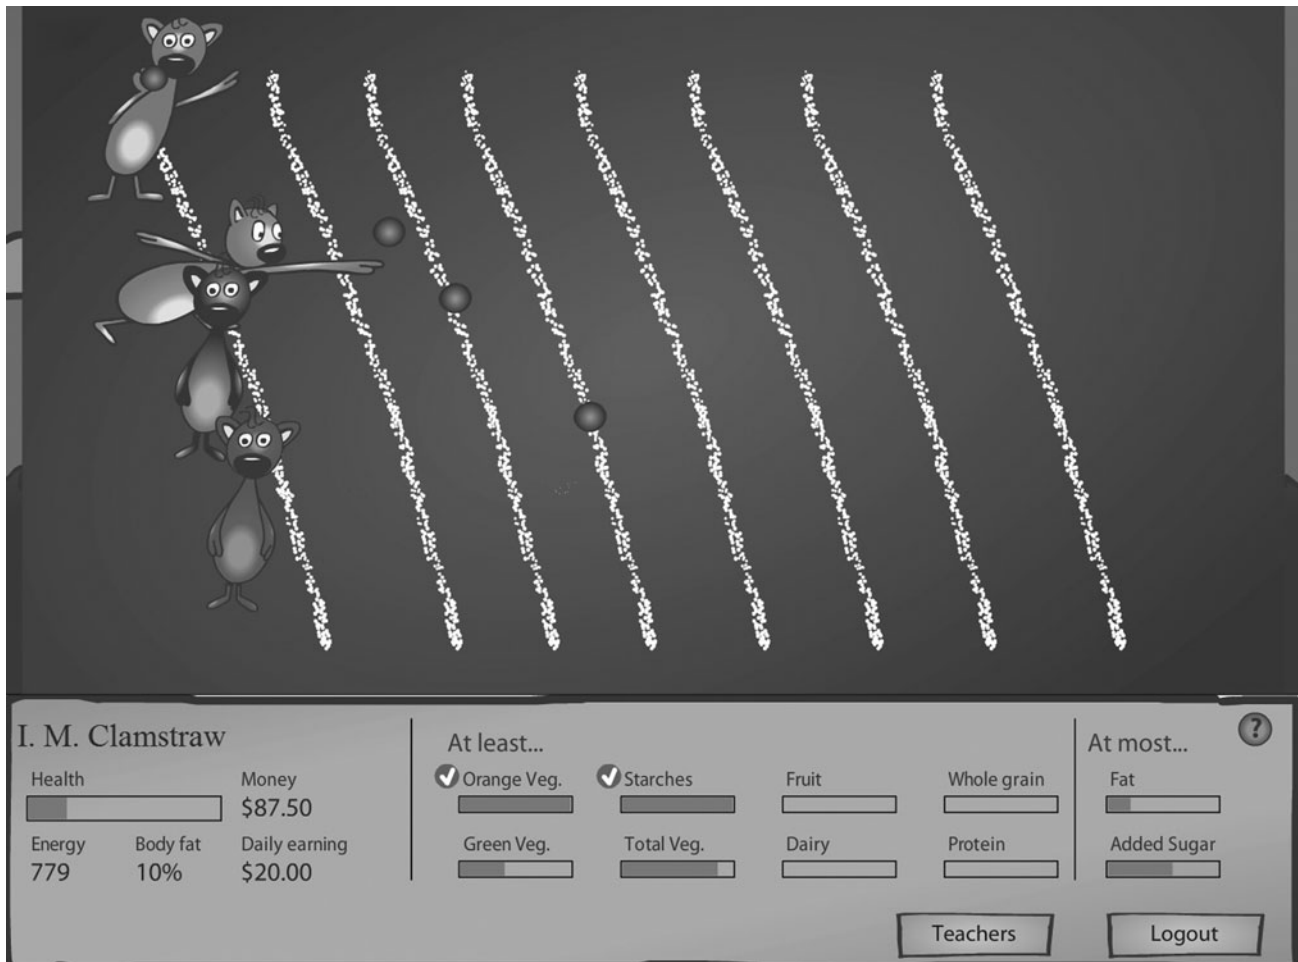 I. M. Clamstraw
Health
Money
$87.50
Energy
779
Body fat
10%
Daily earning
$20.00
At least...
Orange Veg.
Starches
Fruit
Whole grain
Green Veg.
Total Veg.
Dairy
Protein
At most...
?
Fat
Added Sugar
Teachers
Logout